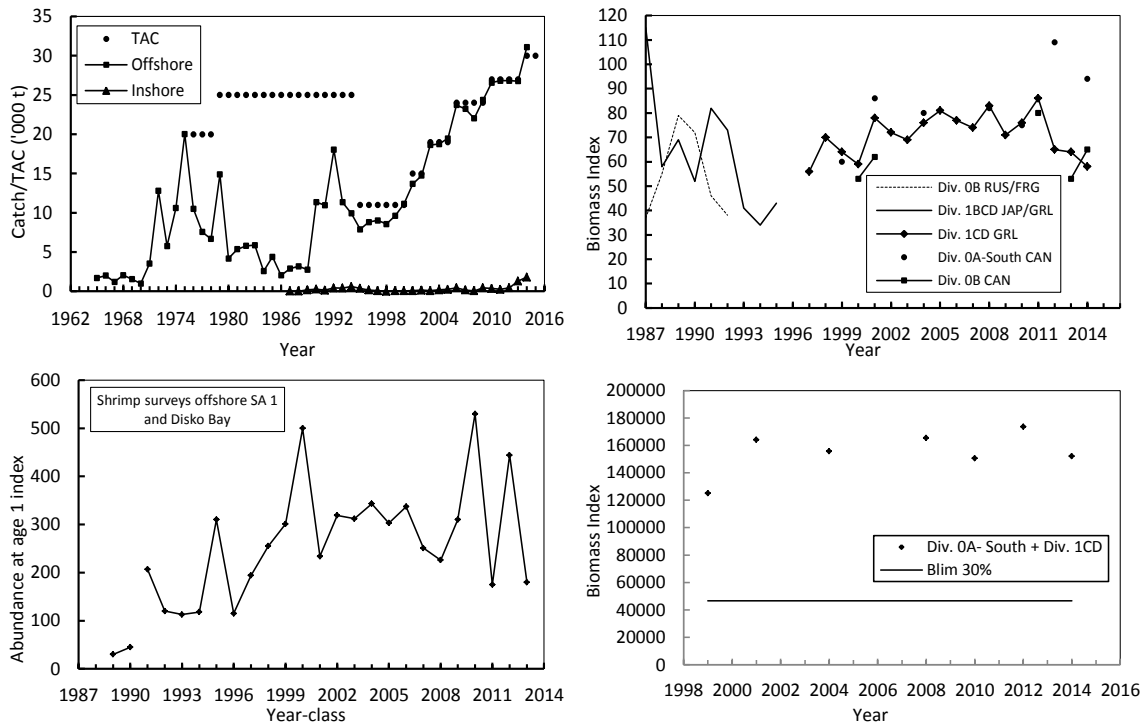 35
30
25
20
15
10
5
0
TAC
Offshore
Inshore
Catch/TAC ('000 t)
1962 1968 1974 1980 1986 1992 1998 2004 2010 2016
Year
120
110
100
90
80
70
60
50
40
30
20
10
0
Biomass Index
Div. 0B RUS/FRG
Div. 1BCD JAP/GRL
Div. 1CD GRL
Div. 0A-South CAN
Div. 0B CAN
1987 1990 1993 1996 1999 2002 2005 2008 2011 2014
Year
600
500
400
300
200
100
0
Shrimp surveys offshore SA 1
and Disko Bay
Abundance at age 1 index
1987 1990 1993 1996 1999 2002 2005 2008 2011 2014
Year-class
200000
180000
160000
140000
120000
100000
80000
60000
40000
20000
0
Biomass Index
Div. 0A- South + Div. 1CD
Blim 30%
1998 2000 2002 2004 2006 2008 2010 2012 2014 2016
Year